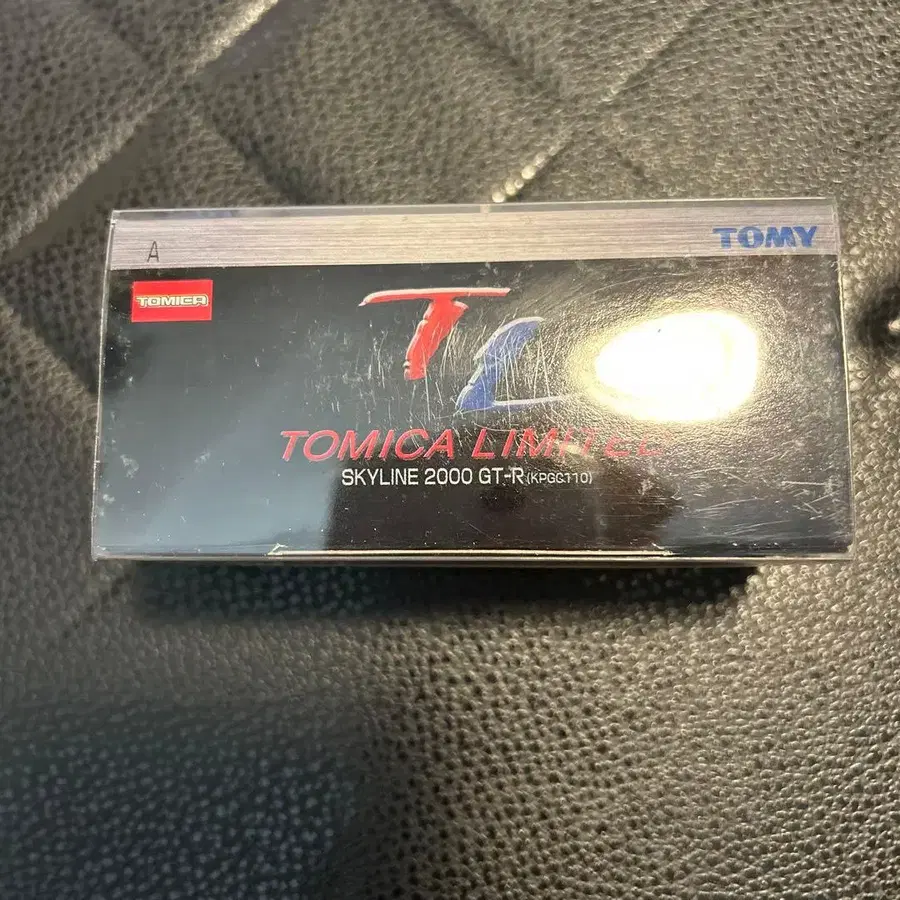 A
TOMY
TOMICA
TL
TOMICA LIMITED
SKYLINE 2000 GT-R (KPGC110)